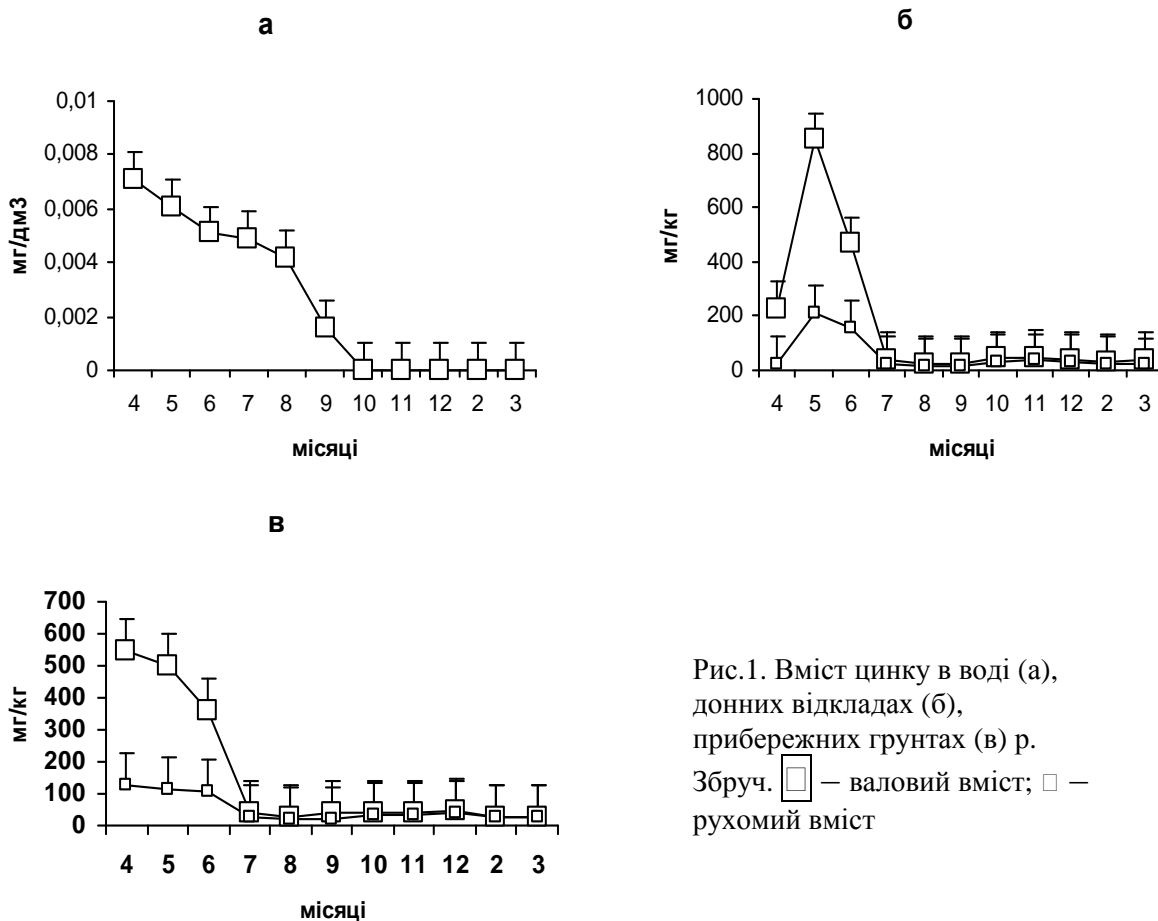 а
0,01
0,008
0,006
0,004
0,002
0
мг/дм3
4 5 6 7 8 9 10 11 12 2 3
місяці
б
1000
800
600
400
200
0
мг/кг
4 5 6 7 8 9 10 11 12 2 3
місяці
в
700
600
500
400
300
200
100
0
мг/кг
4 5 6 7 8 9 10 11 12 2 3
місяці
Рис.1. Вміст цинку в воді (а),
донних відкладах (б),
прибережних грунтах (в) р.
Збруч. □ – валовий вміст; □ –
рухомий вміст